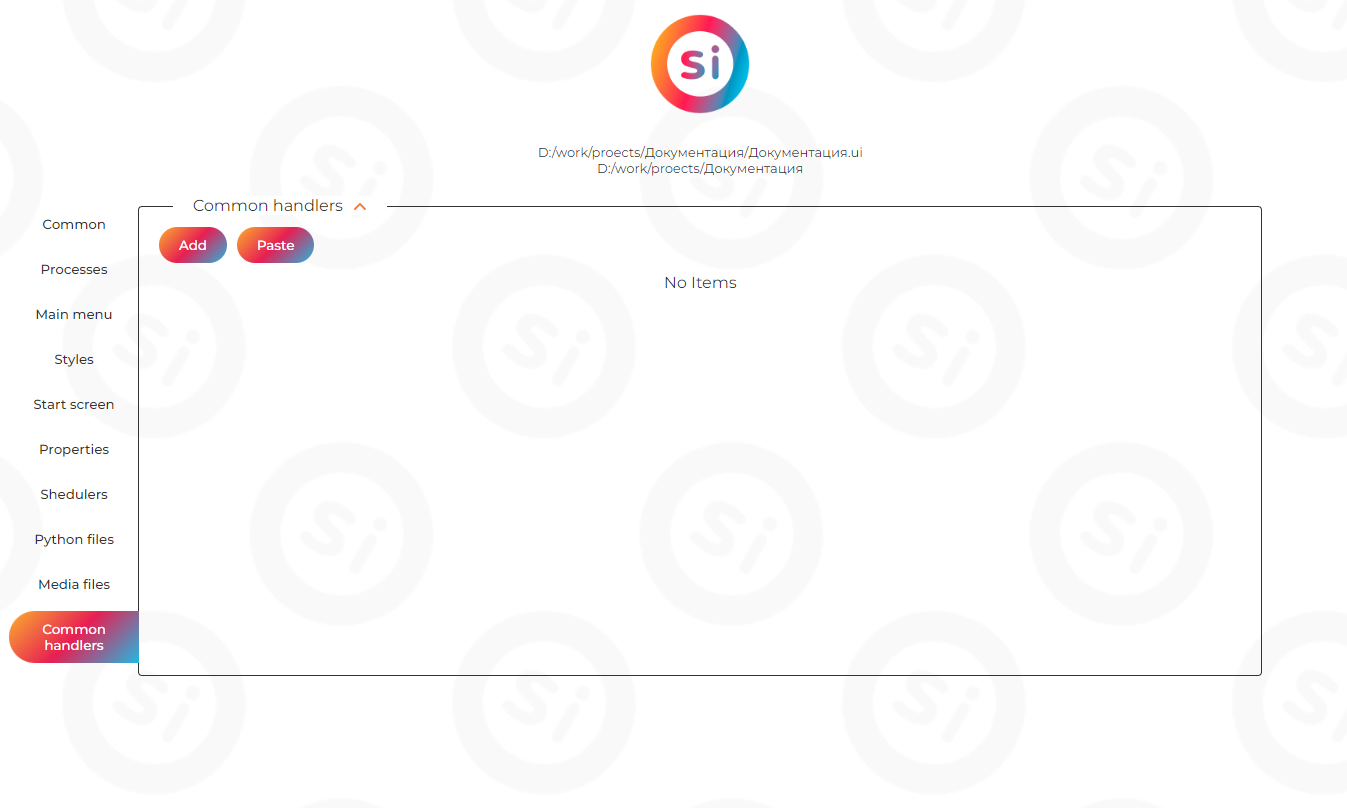 si
D:/work/proects/Документация/Документация.ui
D:/work/proects/Документация
Common handlers
Add Paste
No Items
Common
Processes
Main menu
Styles
Start screen
Properties
Shedulers
Python files
Media files
Common
handlers